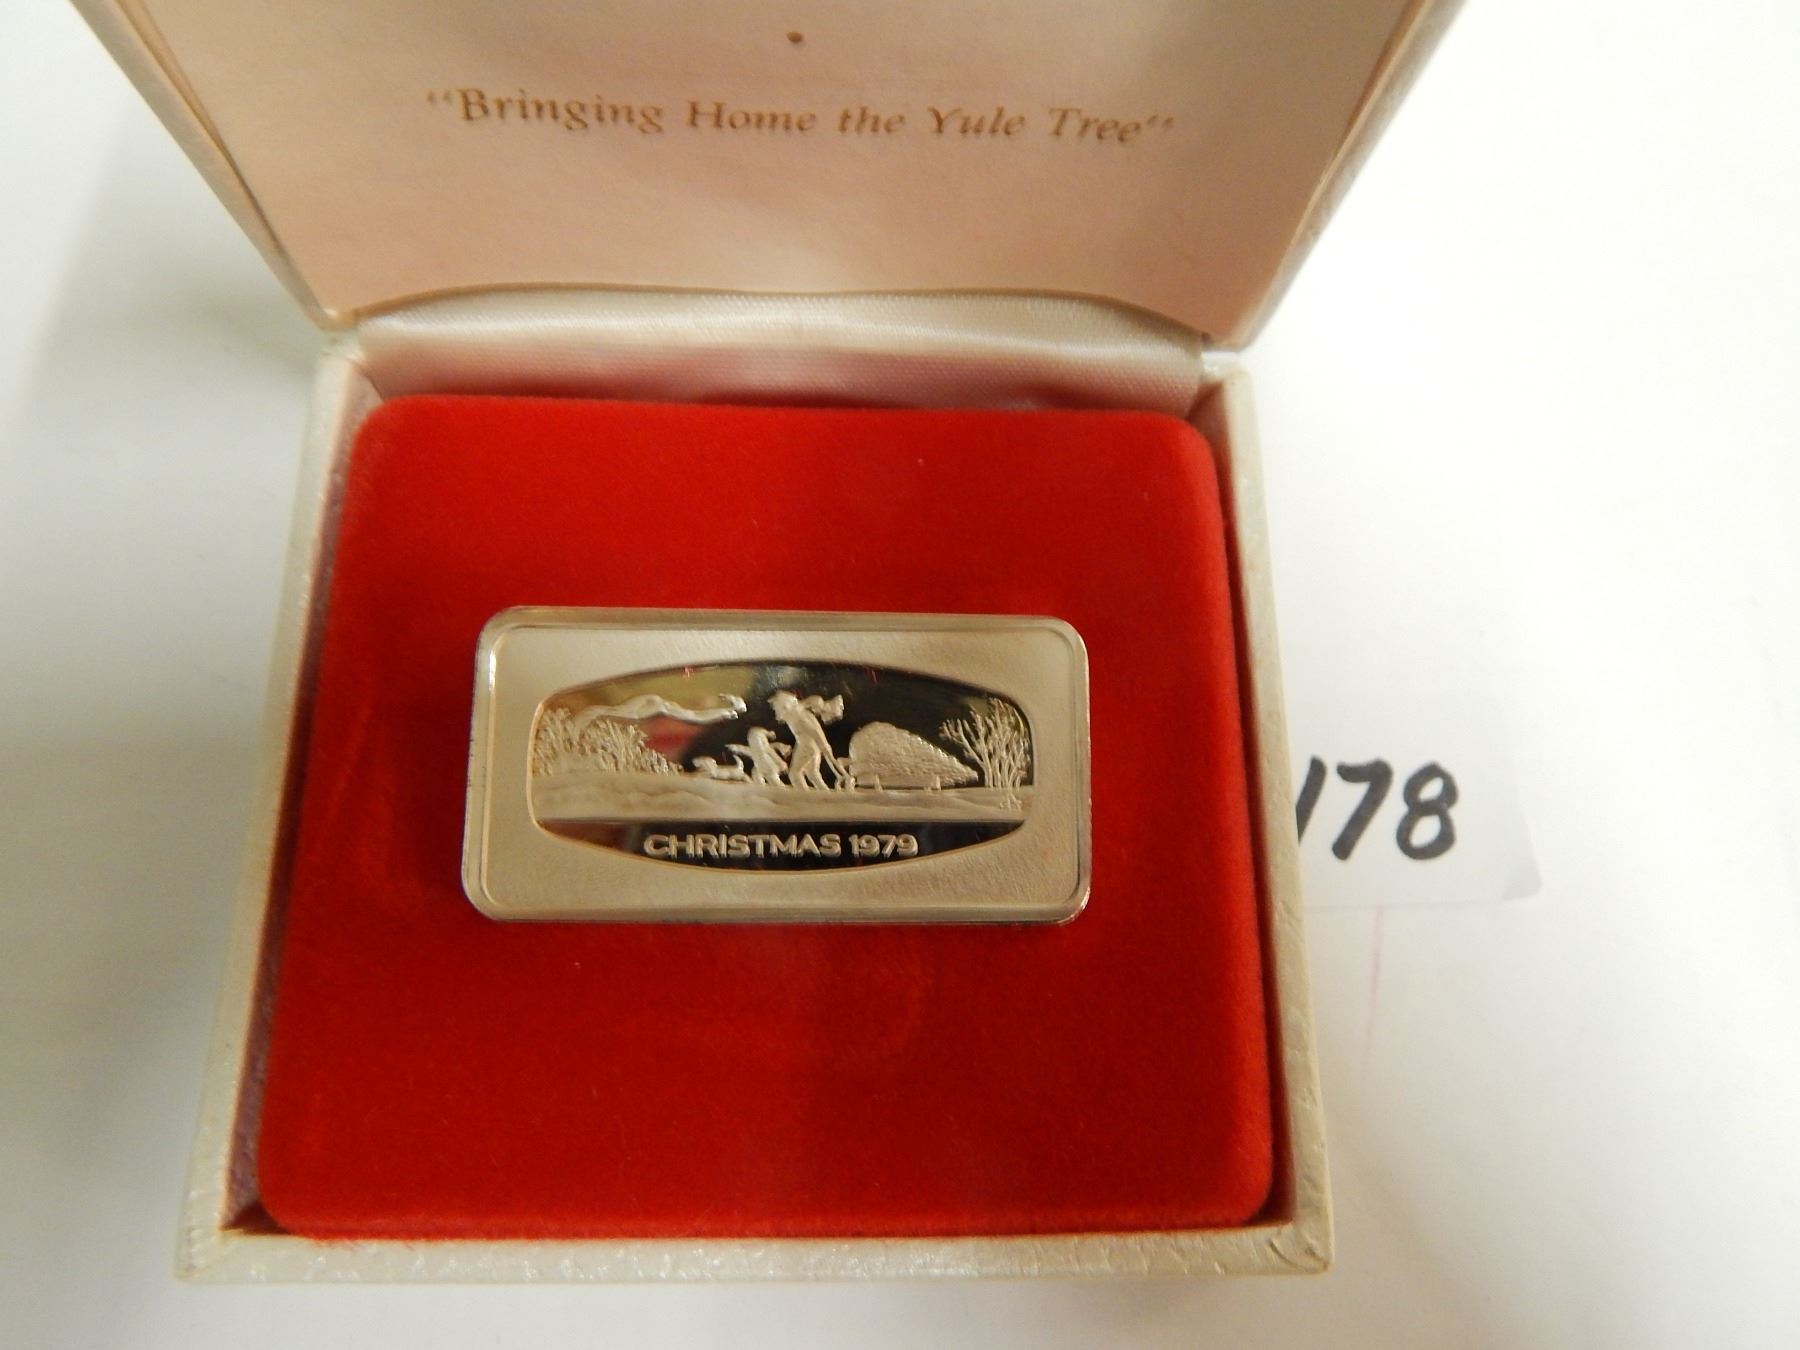 "Bringing Home the Yule Tree"
CHRISTMAS 1979
178